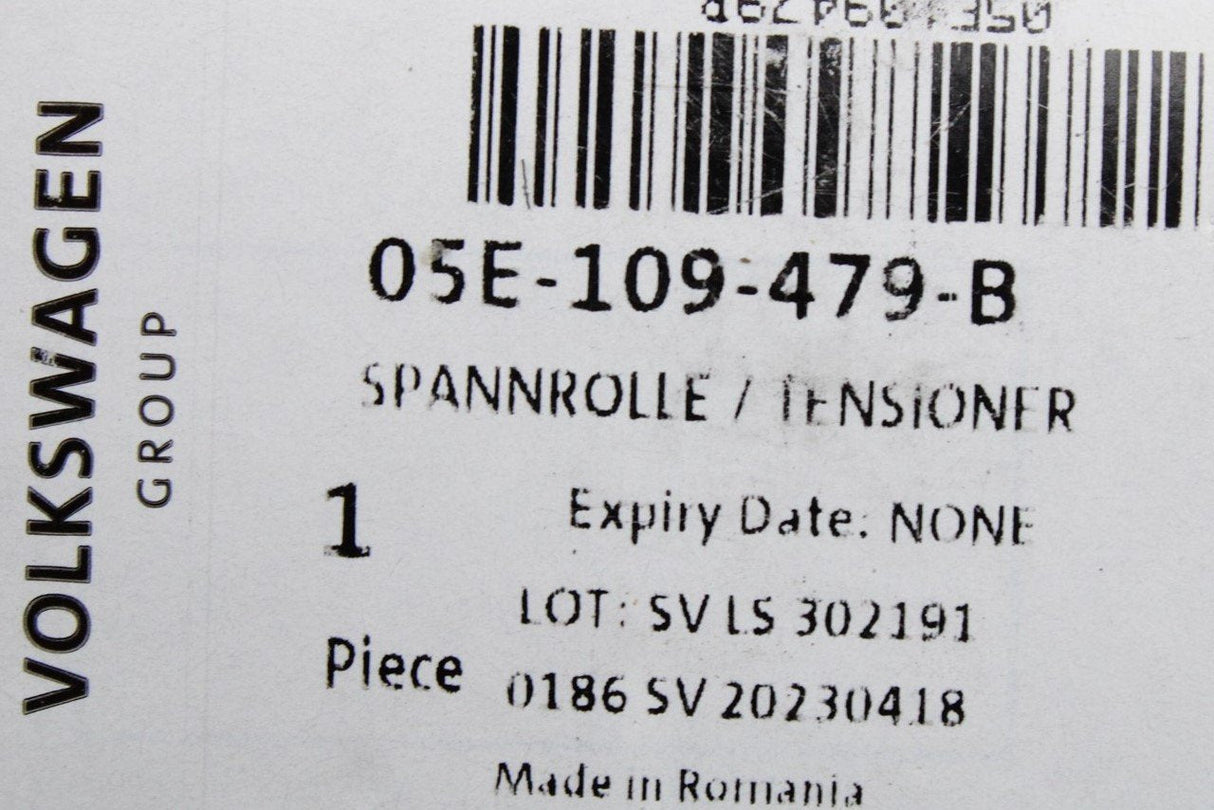 VOLKSWAGEN
GROUP
05E-109-479-B
SPANNROLLE / TENSIONER
1
Expiry Date: NONE
LOT: SV LS 302191
Piece
0186 SV 20230418
Made in Romania